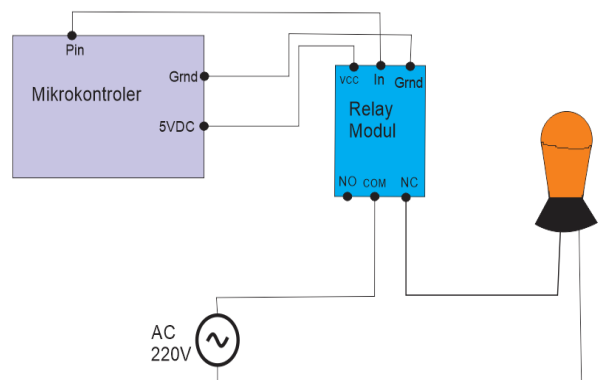 Pin
Grnd
Mikrokontroler
5VDC
vcc In Grnd
Relay
Modul
NO COM NC
AC
220V